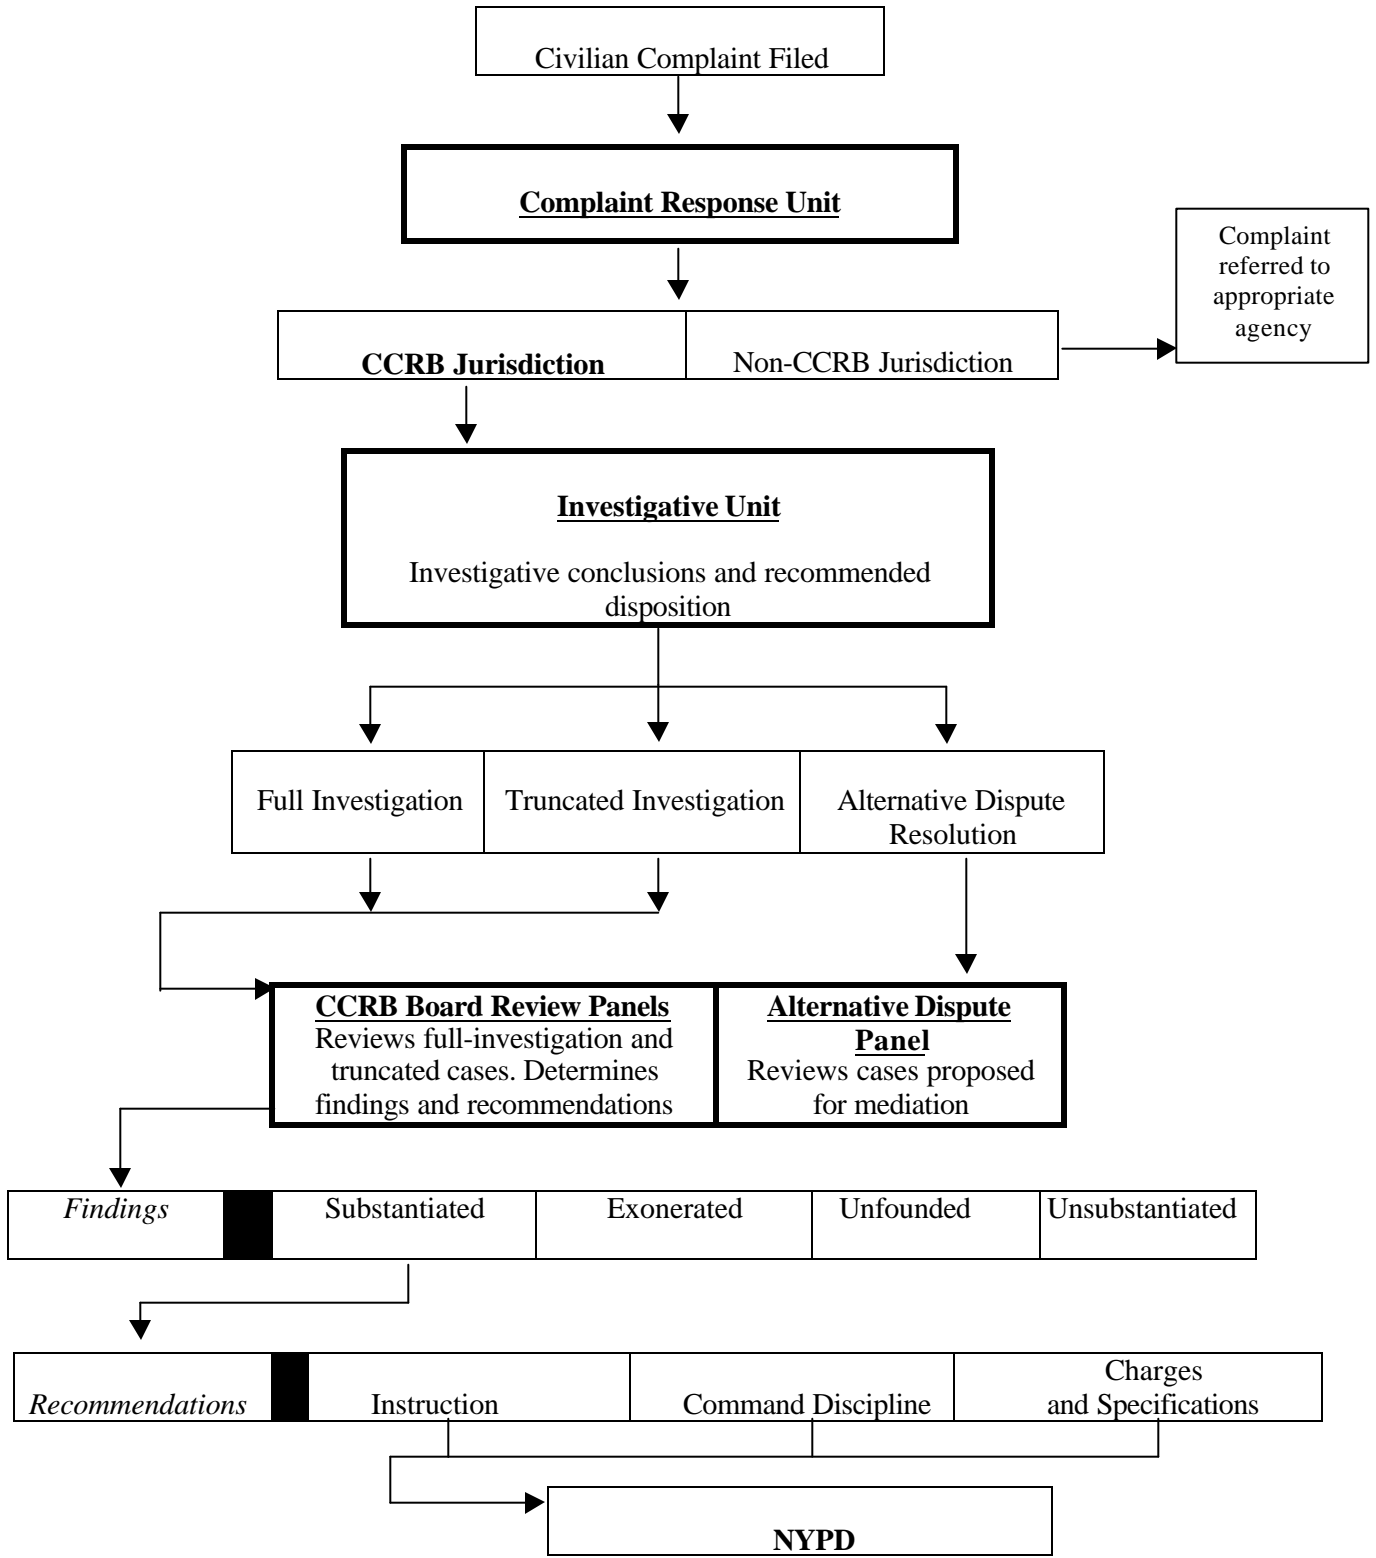 Civilian Complaint Filed
Complaint Response Unit
Complaint
referred to
appropriate
agency
CCRB Jurisdiction
Non-CCRB Jurisdiction
Investigative Unit
Investigative conclusions and recommended
disposition
Full Investigation
Truncated Investigation
Alternative Dispute
Resolution
CCRB Board Review Panels
Reviews full-investigation and
truncated cases. Determines
findings and recommendations
Alternative Dispute
Panel
Reviews cases proposed
for mediation
Findings
Substantiated
Exonerated
Unfounded
Unsubstantiated
Recommendations
Instruction
Command Discipline
Charges
and Specifications
NYPD